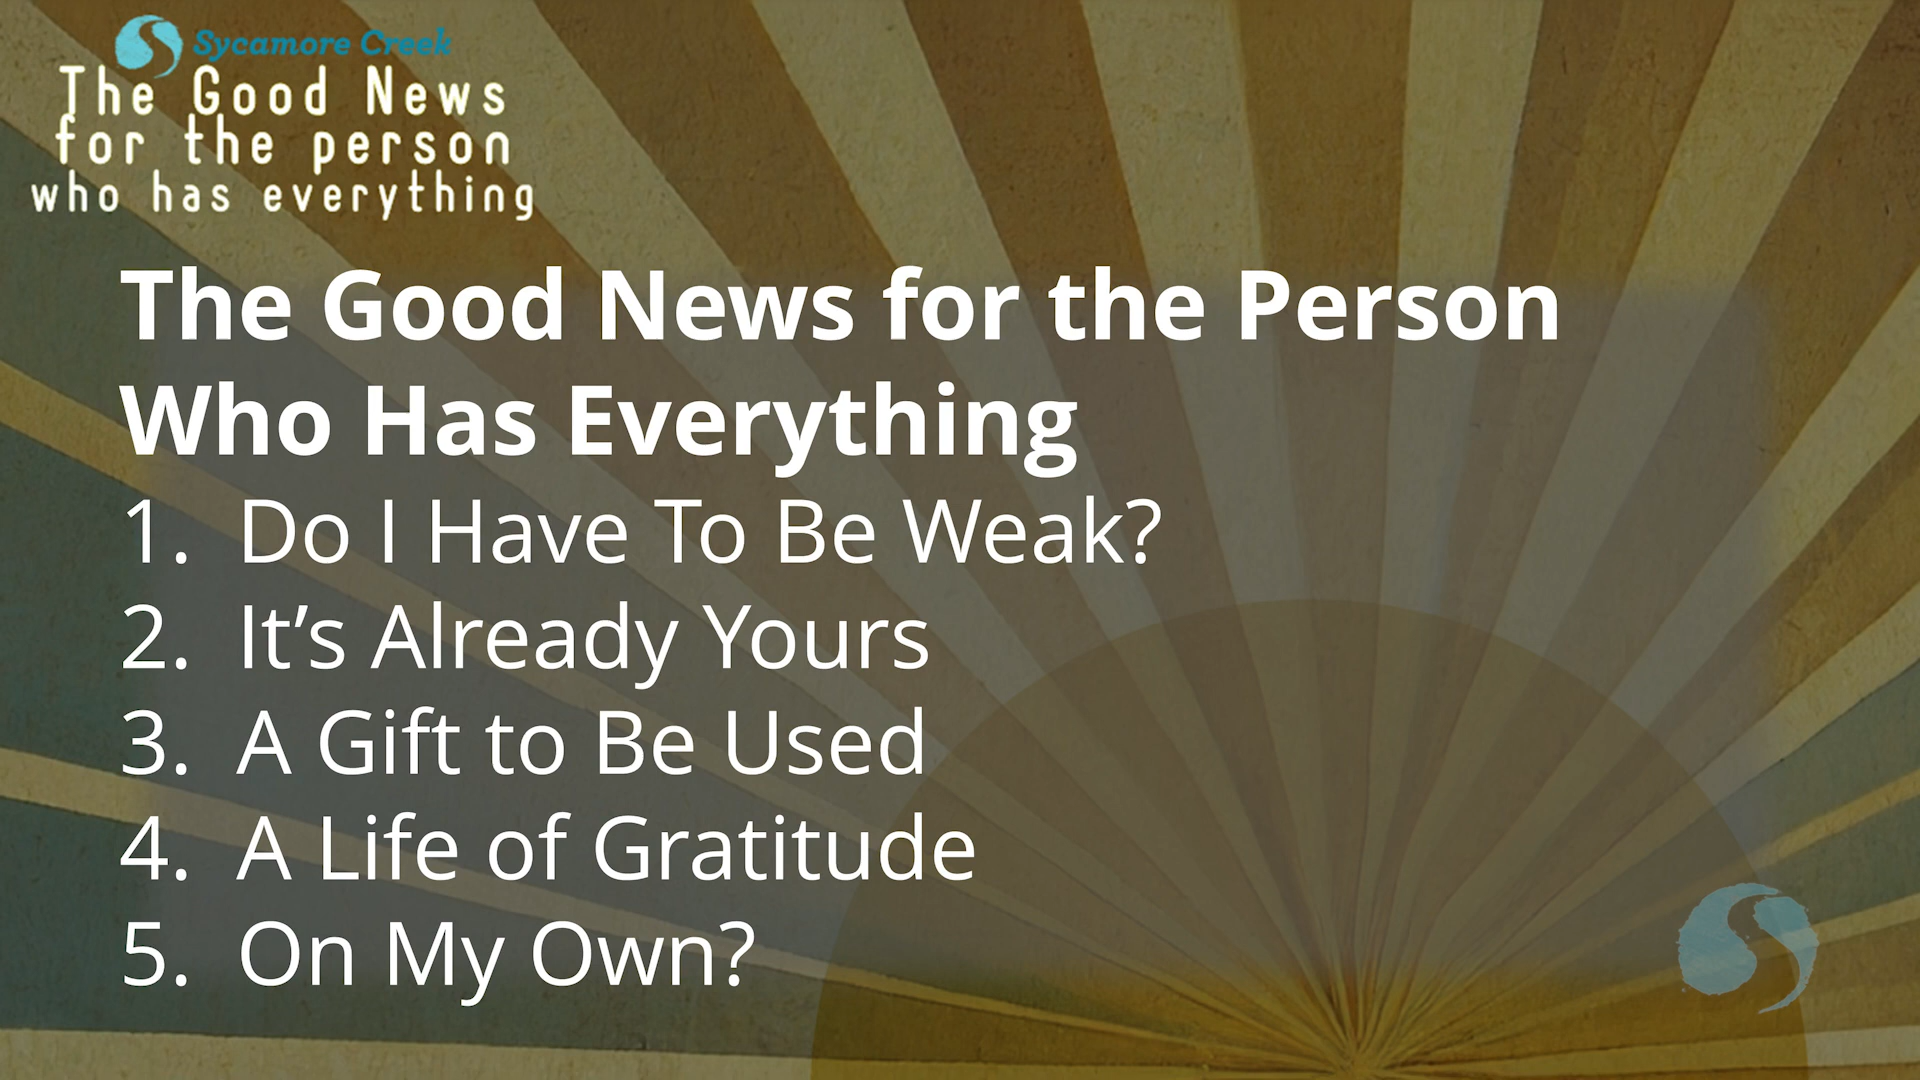 Sycamore Creek
The Good News
for the person
who has everything
The Good News for the Person
Who Has Everything
1. Do I Have To Be Weak?
2. It’s Already Yours
3. A Gift to Be Used
4. A Life of Gratitude
5. On My Own?